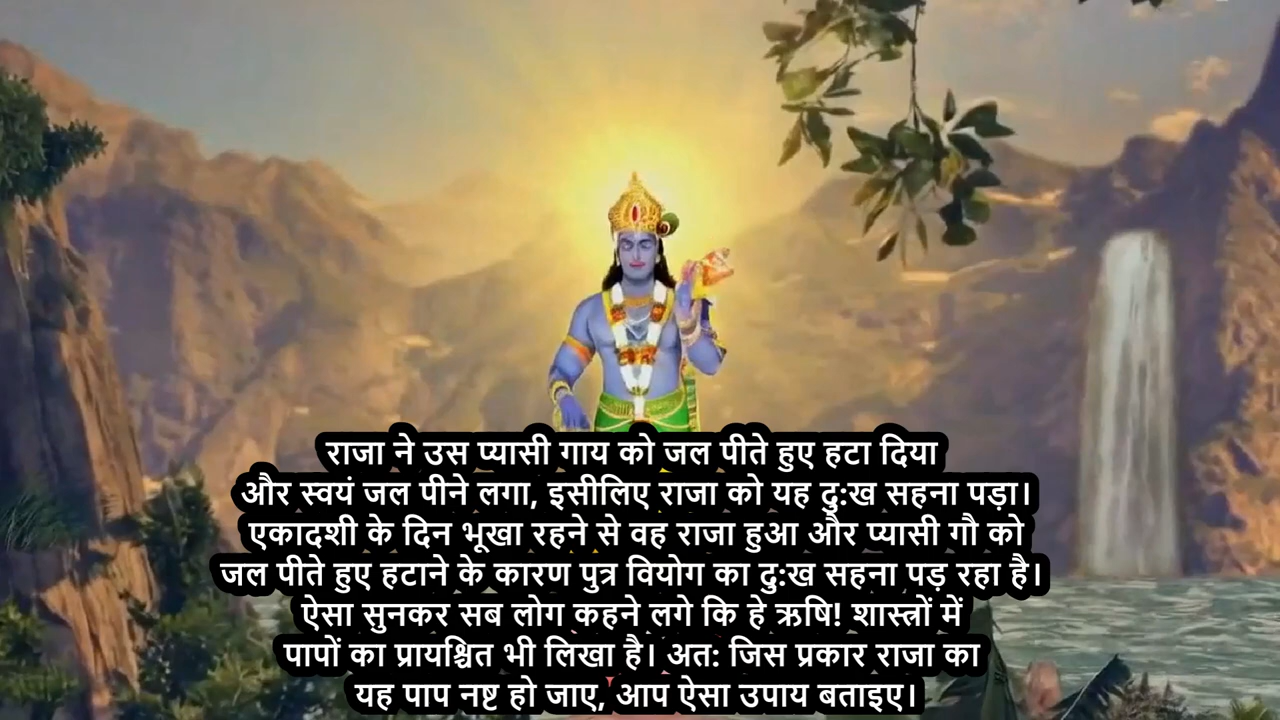 राजा ने उस प्यासी गाय को जल पीते हुए हटा दिया
और स्वयं जल पीने लगा, इसीलिए राजा को यह दु:ख सहना पड़ा।
एकादशी के दिन भूखा रहने से वह राजा हुआ और प्यासी गौ को
जल पीते हुए हटाने के कारण पुत्र वियोग का दु:ख सहना पड़ रहा है।
ऐसा सुनकर सब लोग कहने लगे कि हे ऋषि! शास्त्रों में
पापों का प्रायश्चित भी लिखा है। अत: जिस प्रकार राजा का
यह पाप नष्ट हो जाए, आप ऐसा उपाय बताइए।